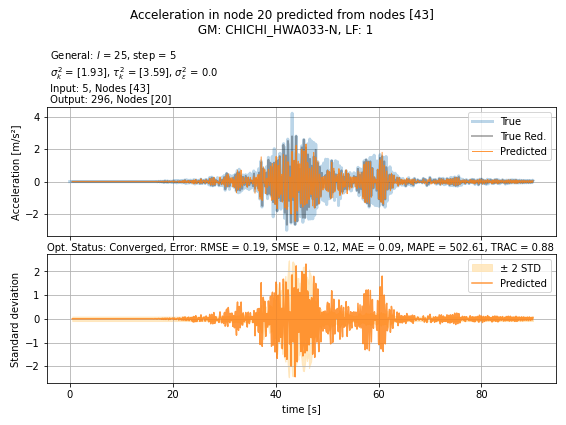 Acceleration in node 20 predicted from nodes [43]
GM: CHICHI_HWA033-N, LF: 1
General: l = 25, step = 5
σ²ₖ = [1.93], τ²ₖ = [3.59], σ²ε = 0.0
Input: 5, Nodes [43]
Output: 296, Nodes [20]
Acceleration [m/s²]
4
2
0
−2
True
True Red.
Predicted
Opt. Status: Converged, Error: RMSE = 0.19, SMSE = 0.12, MAE = 0.09, MAPE = 502.61, TRAC = 0.88
Standard deviation
2
1
0
−1
−2
± 2 STD
Predicted
0 20 40 60 80
time [s]